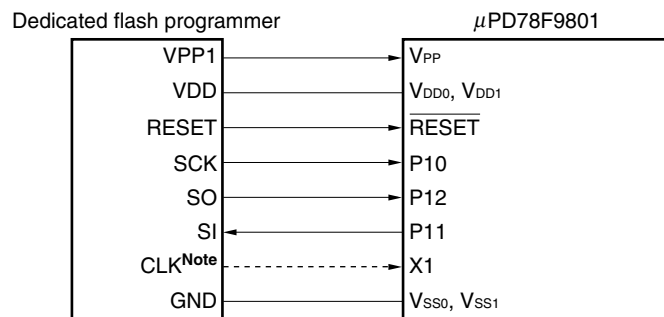 Dedicated flash programmer μPD78F9801
VPP1 VPP
VDD VDD0, VDD1
RESET RESET
SCK P10
SO P12
SI P11
CLKNote X1
GND VSS0, VSS1